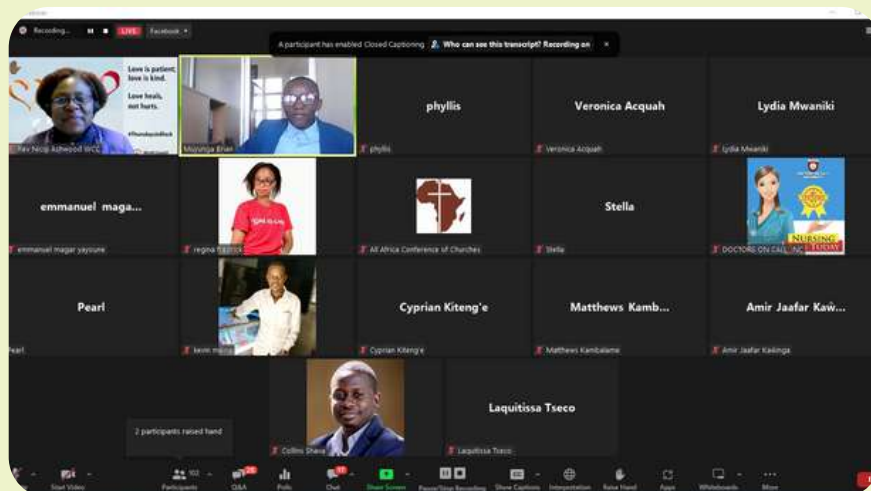 Recording...
LIVE
Facebook
A participant has enabled Closed Captioning
Who can see this transcript? Recording on
Love is patient,
love is kind.
Love heals,
not hurts.
#ThursdaysinBlack
Rev Nicqi Ashwood WCC
Muyunga Brian
phyllis
phyllis
Veronica Acquah
Veronica Acquah
Lydia Mwaniki
Lydia Mwaniki
emmanuel maga...
emmanuel magar yaysune
All Africa Conference of Churches
Stella
Stella
NURSING
TODAY
DOCTORS ON CALL, INC
Pearl
Pearl
Cyprian Kiteng'e
Cyprian Kiteng'e
Matthews Kamb...
Matthews Kambalame
Amir Jaafar Kaŵ...
Collins Shava
Laquitissa Tseco
Laquitissa Tseco
2 participants raised hand
Start Video
102
Participants
Q&A
Polls
Chat
Share Screen
Pause/Stop Recording
Show Captions
Interpretation
Raise Hand
Apps
Whiteboards
More